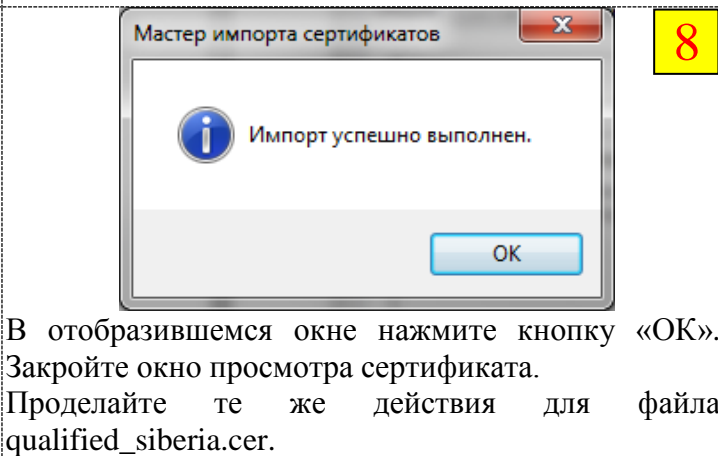 Мастер импорта сертификатов
8
Импорт успешно выполнен.
ОК
В отобразившемся окне нажмите кнопку «ОК».
Закройте окно просмотра сертификата.
Проделайте те же действия для файла
qualified_siberia.cer.